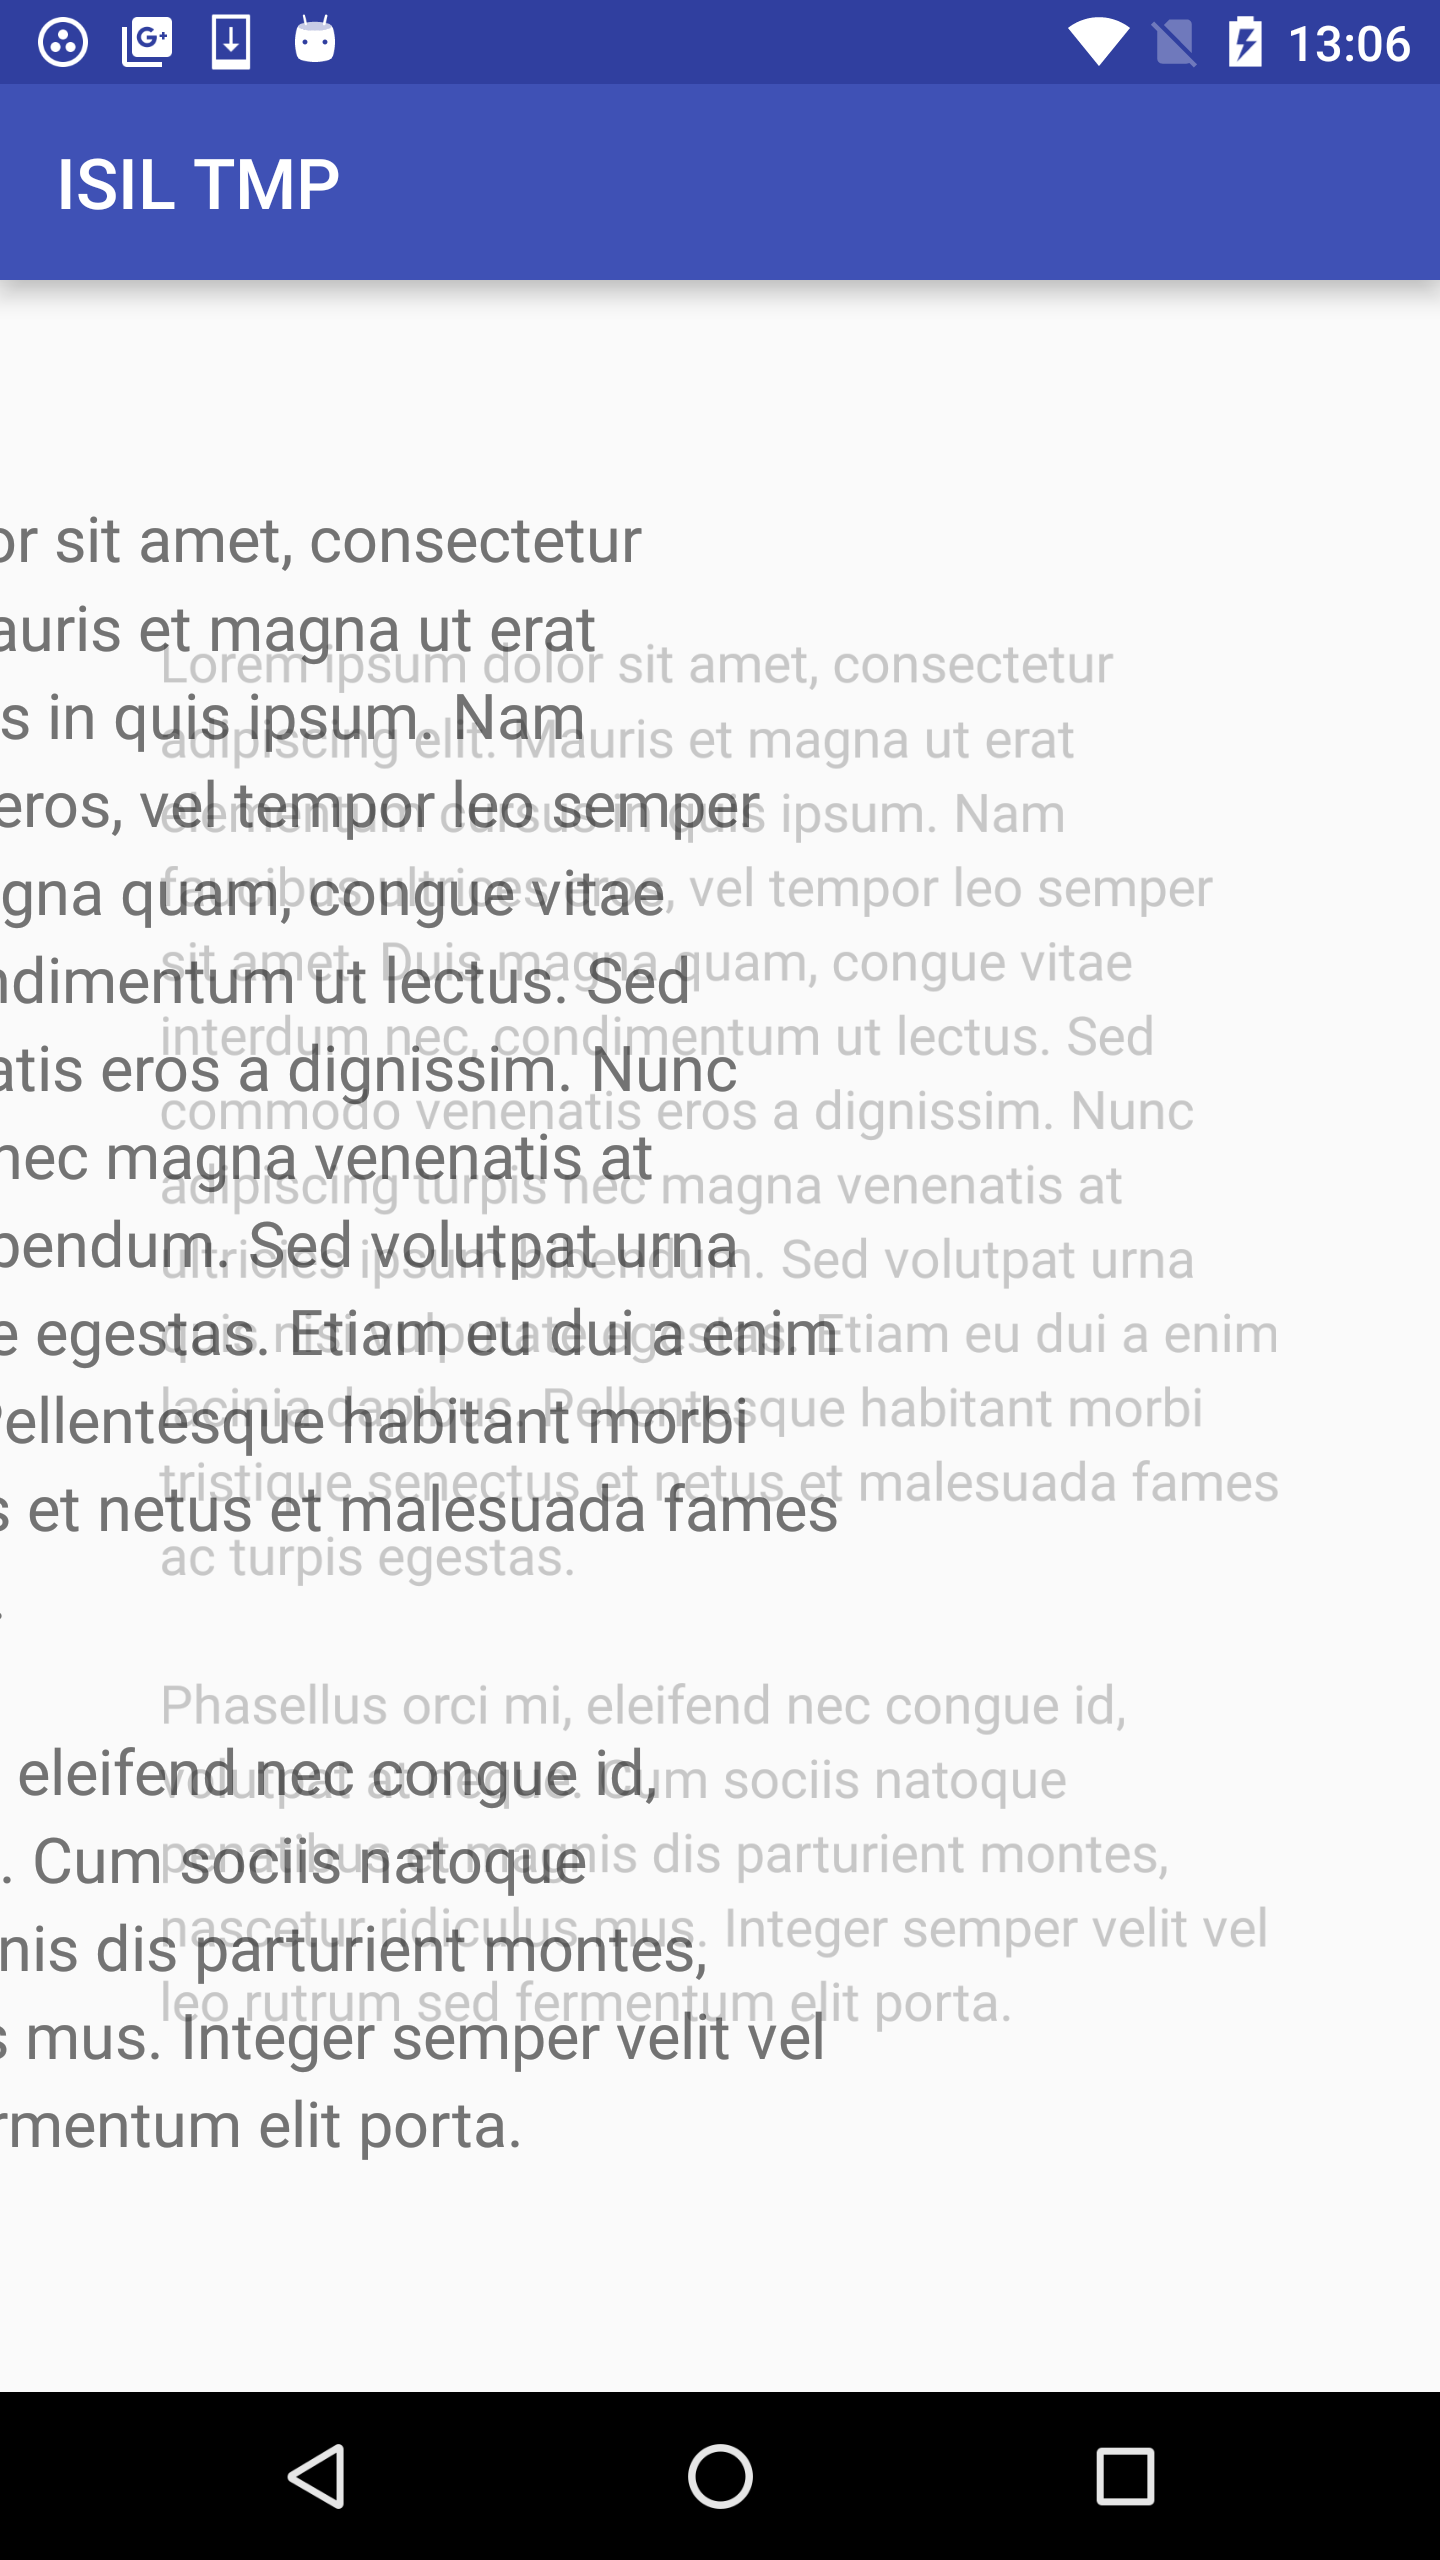 13:06
ISIL TMP
or sit amet, consectetur
auris et magna ut erat
s in quis ipsum. Nam
eros, vel tempor leo semper
gna quam, congue vitae
ndimentum ut lectus. Sed
atis eros a dignissim. Nunc
nec magna venenatis at
bendum. Sed volutpat urna
e egestas. Etiam eu dui a enim
Pellentesque habitant morbi
s et netus et malesuada fames
.
eleifend nec congue id,
. Cum sociis natoque
nis dis parturient montes,
s mus. Integer semper velit vel
rmentum elit porta.
Lorem ipsum dolor sit amet, consectetur
adipiscing elit. Mauris et magna ut erat
elementum cursus in quis ipsum. Nam
faucibus ultrices eros, vel tempor leo semper
sit amet. Duis magna quam, congue vitae
interdum nec, condimentum ut lectus. Sed
commodo venenatis eros a dignissim. Nunc
adipiscing turpis nec magna venenatis at
ultricies ipsum bibendum. Sed volutpat urna
quis nisi vulputate egestas. Etiam eu dui a enim
lacinia dapibus. Pellentesque habitant morbi
tristique senectus et netus et malesuada fames
ac turpis egestas.
Phasellus orci mi, eleifend nec congue id,
volutpat at neque. Cum sociis natoque
penatibus et magnis dis parturient montes,
nascetur ridiculus mus. Integer semper velit vel
leo rutrum sed fermentum elit porta.